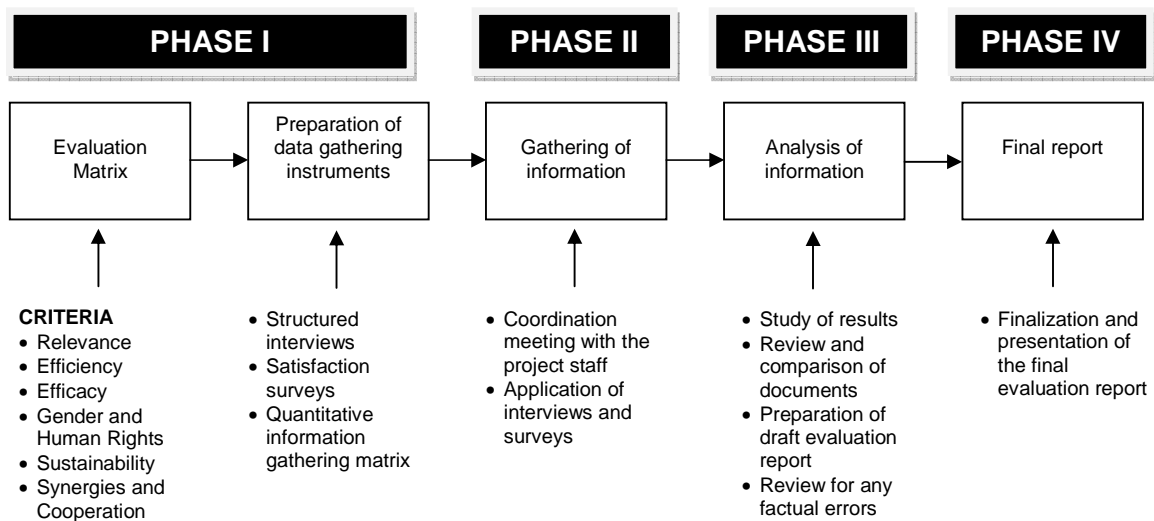 PHASE I
PHASE II
PHASE III
PHASE IV
Evaluation
Matrix
Preparation of
data gathering
instruments
Gathering of
information
Analysis of
information
Final report
CRITERIA
• Relevance
• Efficiency
• Efficacy
• Gender and
Human Rights
• Sustainability
• Synergies and
Cooperation
• Structured
interviews
• Satisfaction
surveys
• Quantitative
information
gathering matrix
• Coordination
meeting with the
project staff
• Application of
interviews and
surveys
• Study of results
• Review and
comparison of
documents
• Preparation of
draft evaluation
report
• Review for any
factual errors
• Finalization and
presentation of
the final
evaluation report